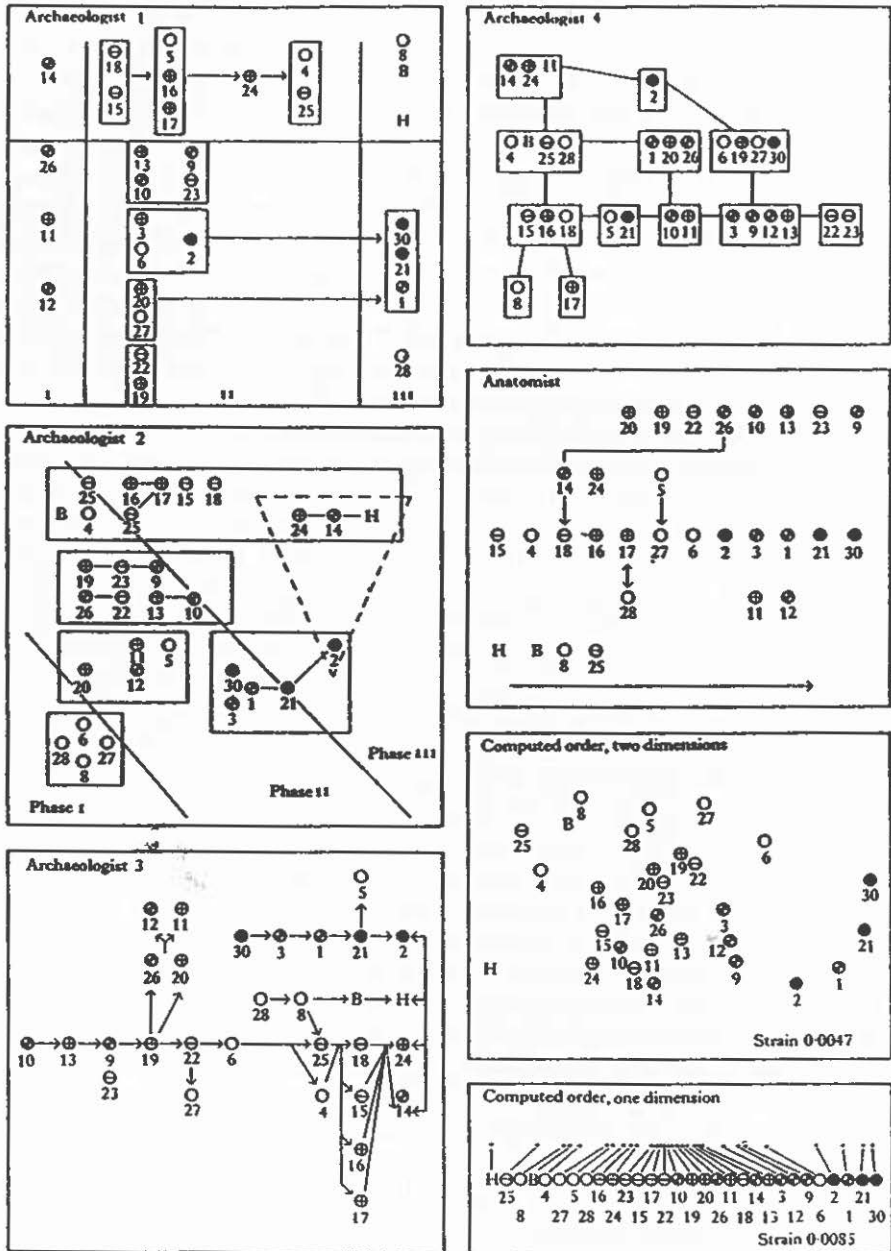 Archaeologist 1
14 18 15 5 16 17 24 4 25 8 B H
26 13 9 10 23
11 3 6 2 30 21 1
12 20 27
22 19 28
I II III
Archaeologist 2
25 16 17 15 18
B 4 25 24 14 H
19 23 9
26 22 13 10
11 5 2
20 12 30 1 21
3
6
28 27
8
Phase III
Phase II
Phase I
Archaeologist 3
5
12 11
26 20 30 3 1 21 2
28 8 B H
10 13 9 19 22 6 25 18 24
23 27 4 15 14
16
17
Archaeologist 4
14 24 H
2
4 B 25 28 1 20 26 6 19 27 30
15 16 18 5 21 10 11 3 9 12 13 22 23
8 17
Anatomist
20 19 22 26 10 13 23 9
14 24 5
15 4 18 16 17 27 6 2 3 1 21 30
28 11 12
H B 8 25
Computed order, two dimensions
8 5 27
B
25 28 6
4 19 22
20
16 23 30
17 26 3
15 21
10 11 13 12
24 18 9 1
H 14 2
Strain 0·0047
Computed order, one dimension
H B
25 4 5 16 23 17 10 20 11 14 3 9 2 21
8 27 28 24 15 22 19 26 18 13 12 6 1 30
Strain 0·0085